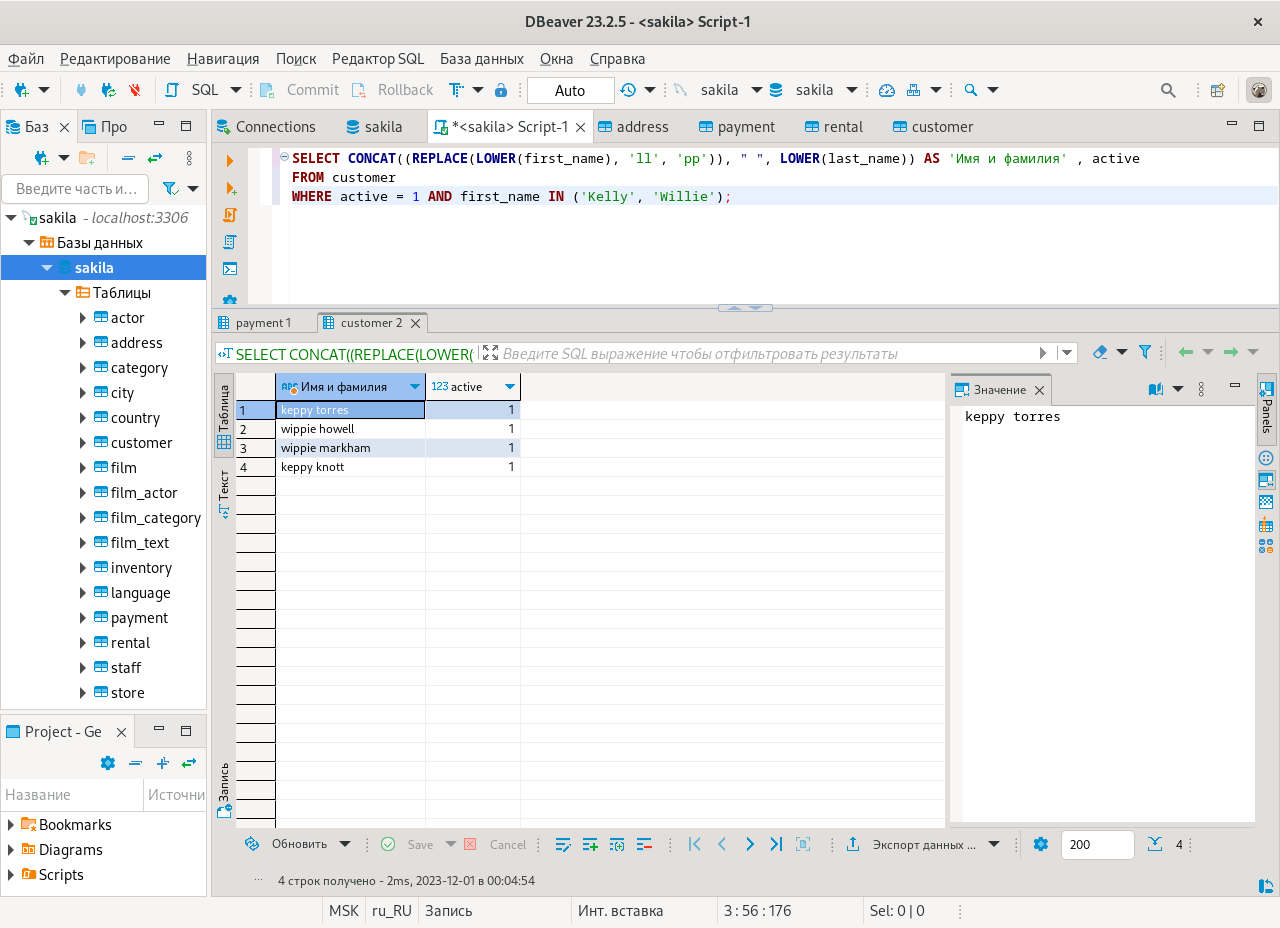 DBeaver 23.2.5 - <sakila> Script-1
Файл Редактирование Навигация Поиск Редактор SQL База данных Окна Справка
SQL Commit Rollback Auto sakila sakila
Баз Про
Введите часть и...
sakila - localhost:3306
Базы данных
sakila
Таблицы
actor
address
category
city
country
customer
film
film_actor
film_category
film_text
inventory
language
payment
rental
staff
store
Project - Ge
Название Источни
Bookmarks
Diagrams
Scripts
Connections sakila *<sakila> Script-1 address payment rental customer
SELECT CONCAT((REPLACE(LOWER(first_name), 'll', 'pp')), " ", LOWER(last_name)) AS 'Имя и фамилия' , active
FROM customer
WHERE active = 1 AND first_name IN ('Kelly', 'Willie');
payment 1 customer 2
SELECT CONCAT((REPLACE(LOWER( Введите SQL выражение чтобы отфильтровать результаты
Таблица
Текст
Запись
ABC Имя и фамилия 123 active
1 keppy torres 1
2 wippie howell 1
3 wippie markham 1
4 keppy knott 1
Значение
keppy torres
Panels
Обновить Save Cancel Экспорт данных ... 200 4
... 4 строк получено - 2ms, 2023-12-01 в 00:04:54
MSK ru_RU Запись Инт. вставка 3 : 56 : 176 Sel: 0 | 0